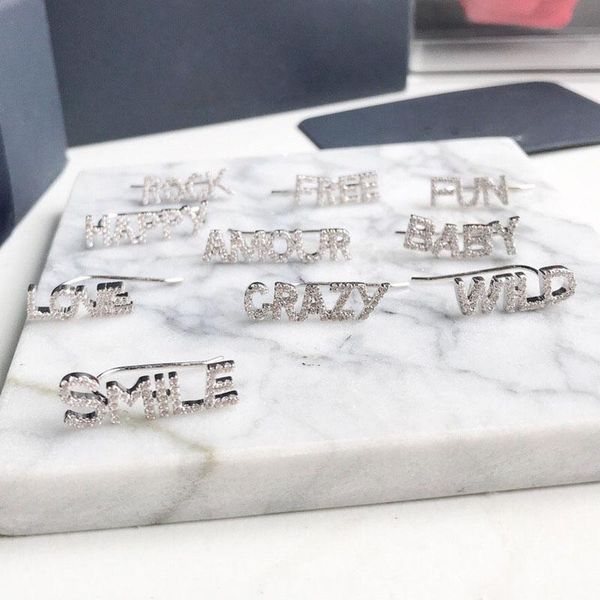 ROCK FREE FUN
HAPPY AMOUR BABY
LOVE CRAZY WILD
SMILE